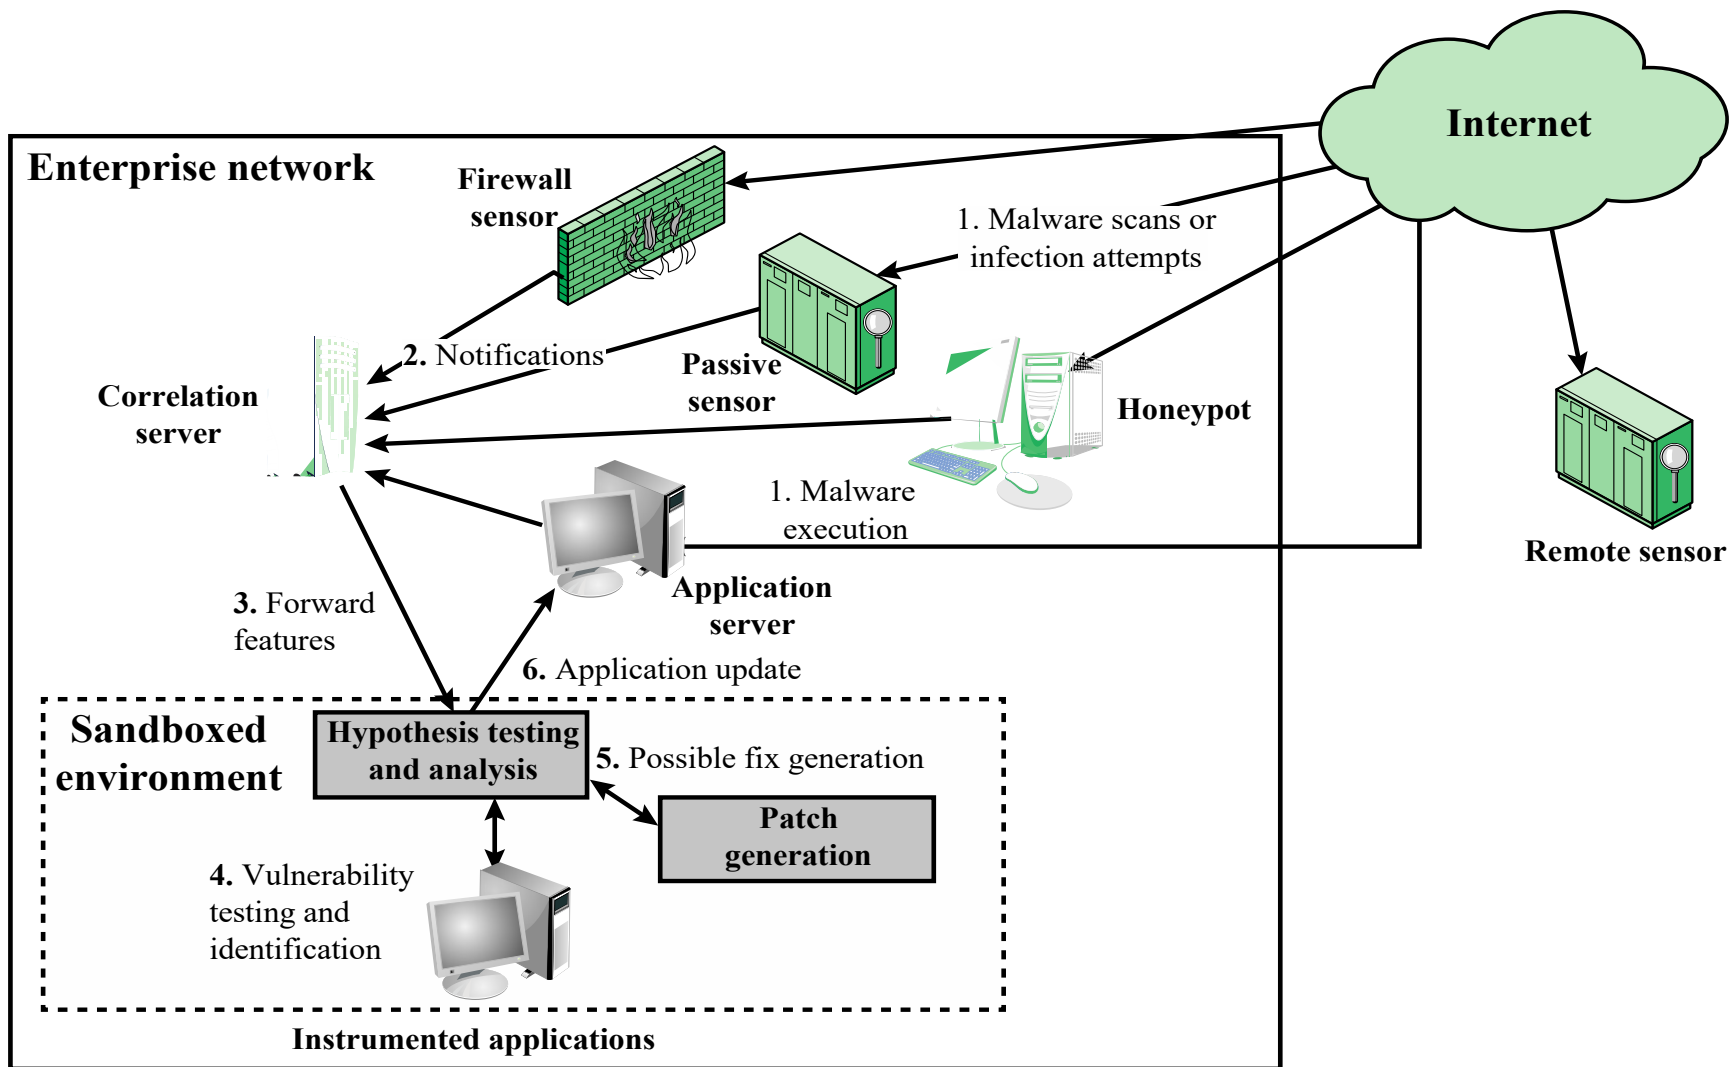 Internet
Enterprise network
Firewall
sensor
1. Malware scans or
infection attempts
2. Notifications
Passive
sensor
Correlation
server
Honeypot
1. Malware
execution
Remote sensor
Application
server
3. Forward
features
6. Application update
Sandboxed
environment
Hypothesis testing
and analysis
5. Possible fix generation
Patch
generation
4. Vulnerability
testing and
identification
Instrumented applications